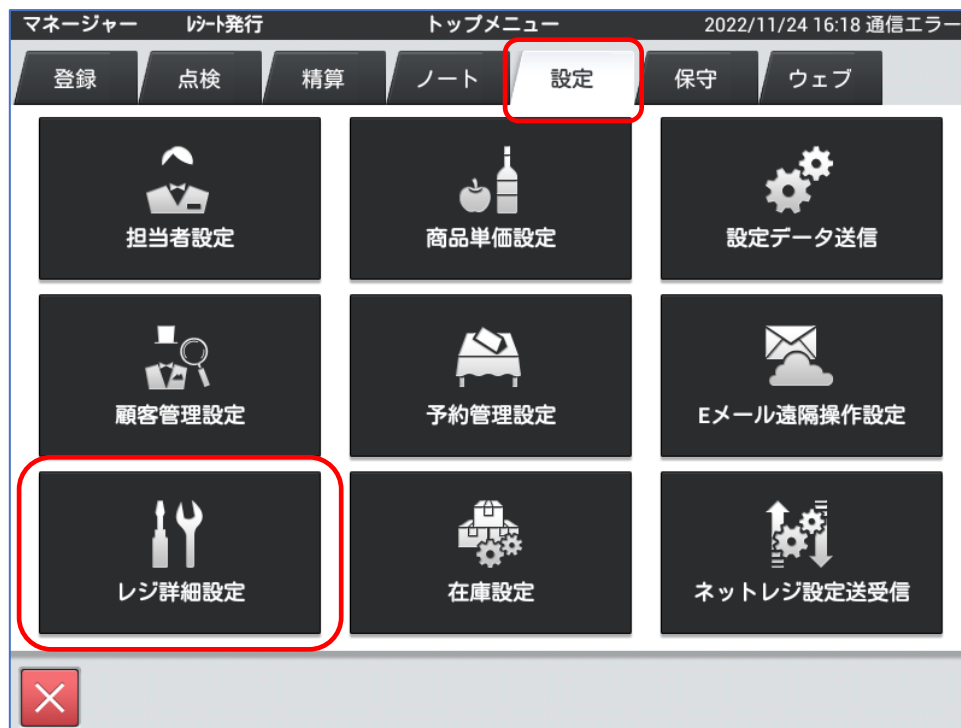 マネージャー ﾚｼｰﾄ発行 トップメニュー 2022/11/24 16:18 通信エラー
登録 点検 精算 ノート 設定 保守 ウェブ
担当者設定 商品単価設定 設定データ送信
顧客管理設定 予約管理設定 Eメール遠隔操作設定
レジ詳細設定 在庫設定 ネットレジ設定送受信